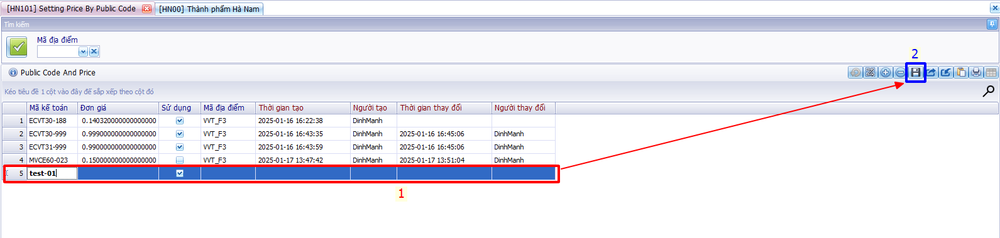 [HN101] Setting Price By Public Code [HN00] Thành phẩm Hà Nam
Tìm kiếm
Mã địa điểm
2
Public Code And Price
Kéo tiêu đề 1 cột vào đây để sắp xếp theo cột đó
Mã kế toán Đơn giá Sử dụng Mã địa điểm Thời gian tạo Người tạo Thời gian thay đổi Người thay đổi
1 ECVT30-188 0.140320000000000000 VVT_F3 2025-01-16 16:22:38 DinhManh
2 ECVT30-999 0.999000000000000000 VVT_F3 2025-01-16 16:43:35 DinhManh 2025-01-16 16:45:06 DinhManh
3 ECVT31-999 0.990000000000000000 VVT_F3 2025-01-16 16:43:59 DinhManh 2025-01-16 16:45:06 DinhManh
4 MVCE60-023 0.150000000000000000 VVT_F3 2025-01-17 13:47:42 DinhManh 2025-01-17 13:51:04 DinhManh
5 test-01
1